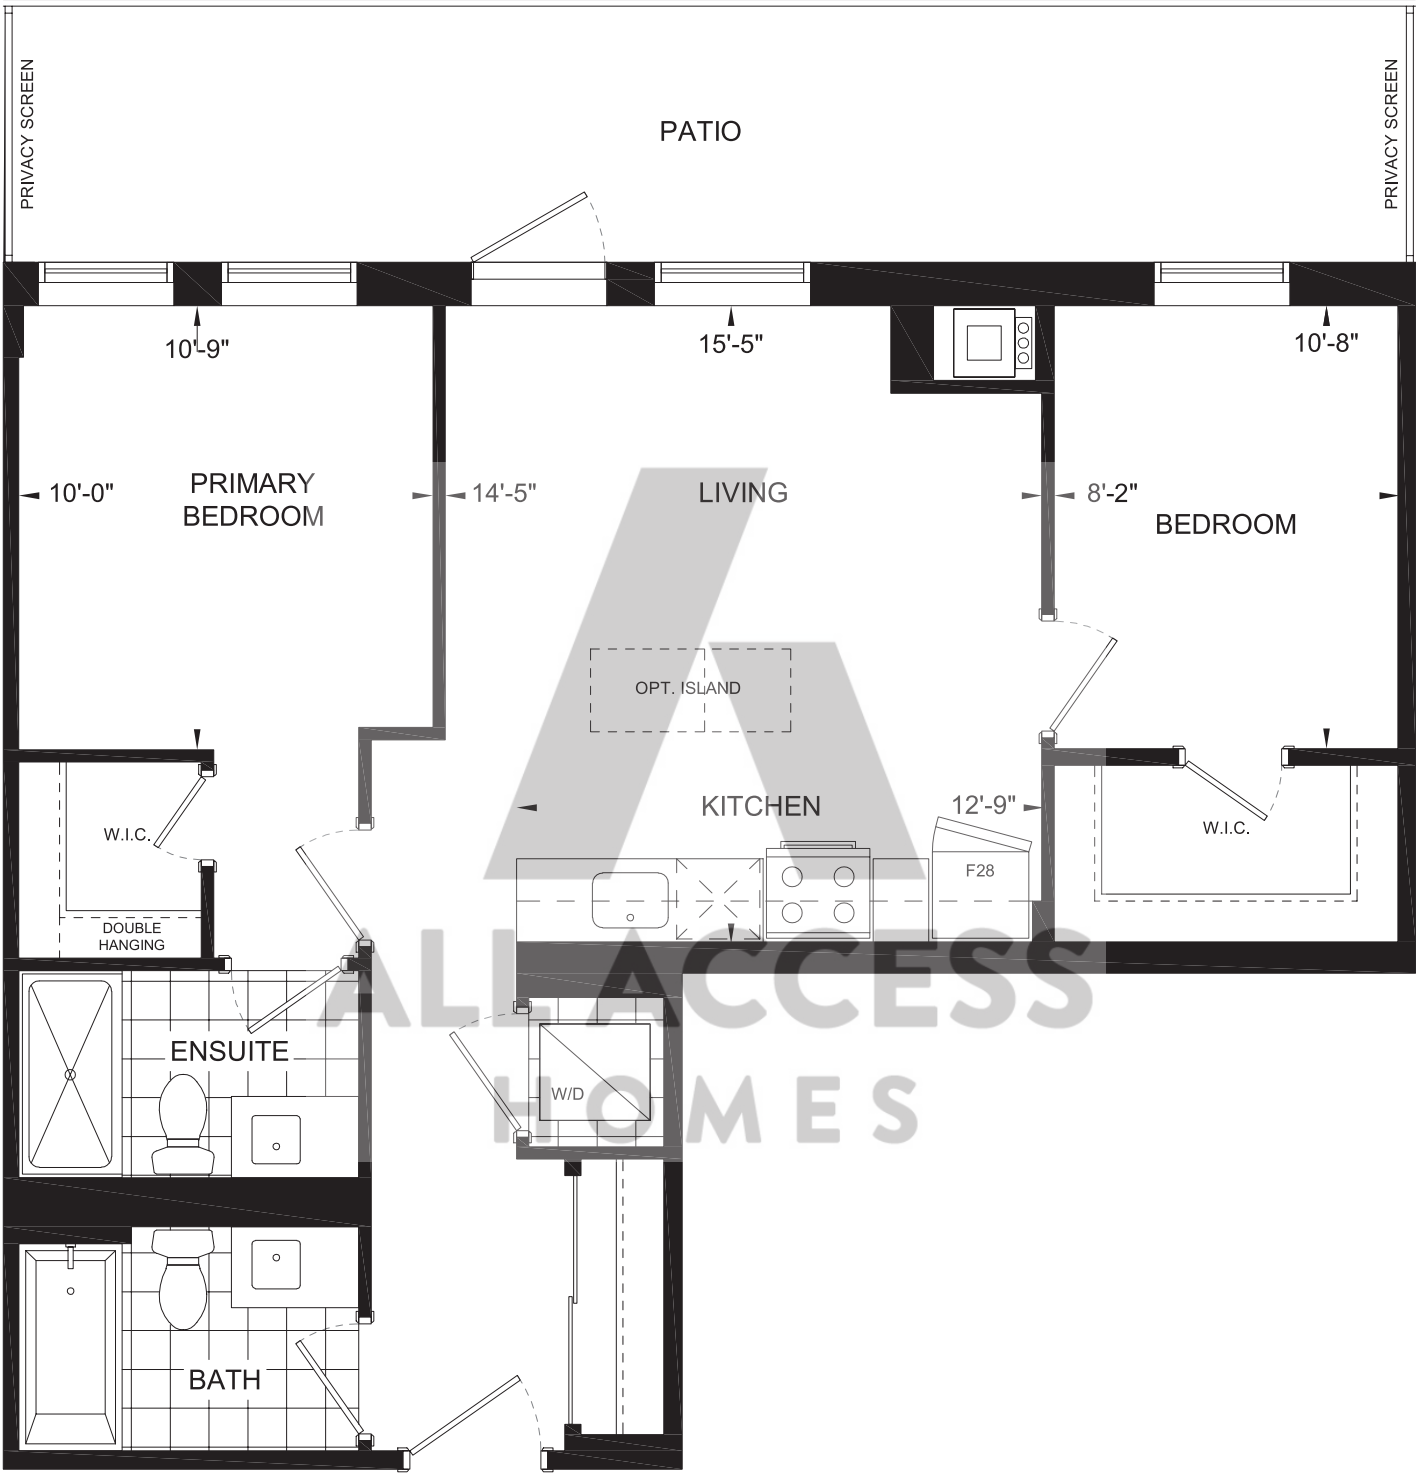 PATIO
PRIVACY SCREEN
PRIVACY SCREEN
10'-9"
15'-5"
10'-8"
10'-0"
PRIMARY
BEDROOM
14'-5"
LIVING
8'-2"
BEDROOM
OPT. ISLAND
KITCHEN
12'-9"
W.I.C.
W.I.C.
F28
DOUBLE
HANGING
ALL ACCESS
HOMES
ENSUITE
W/D
BATH